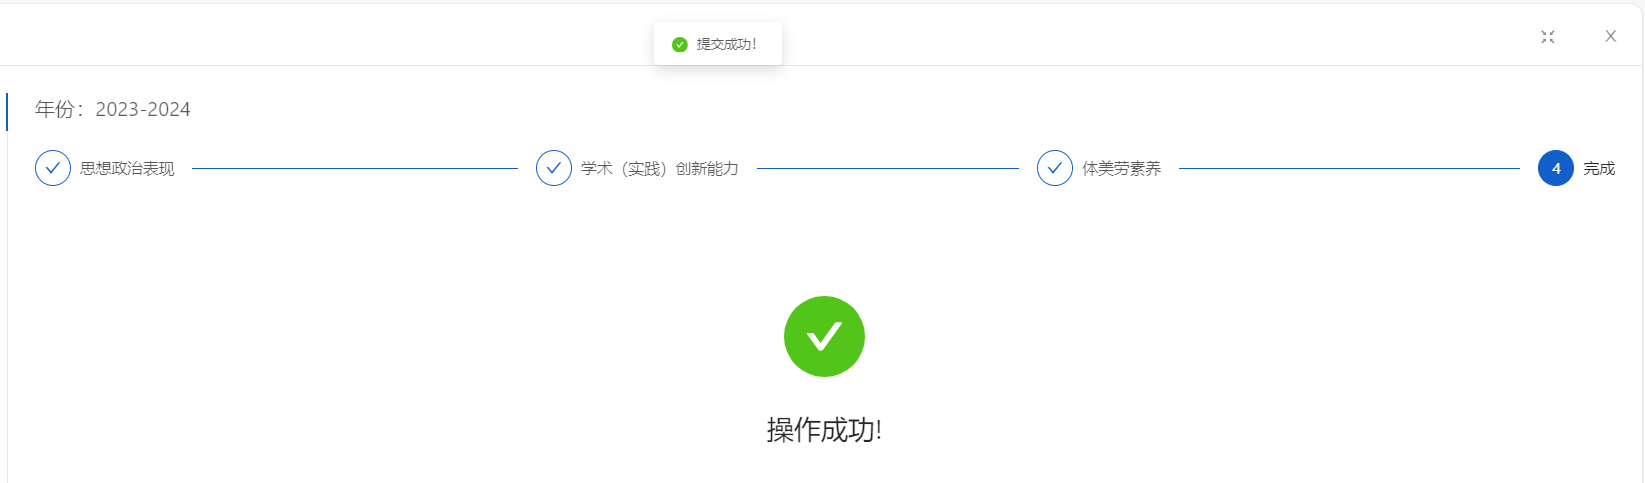 提交成功！
年份：2023-2024
思想政治表现
学术（实践）创新能力
体美劳素养
4 完成
操作成功!